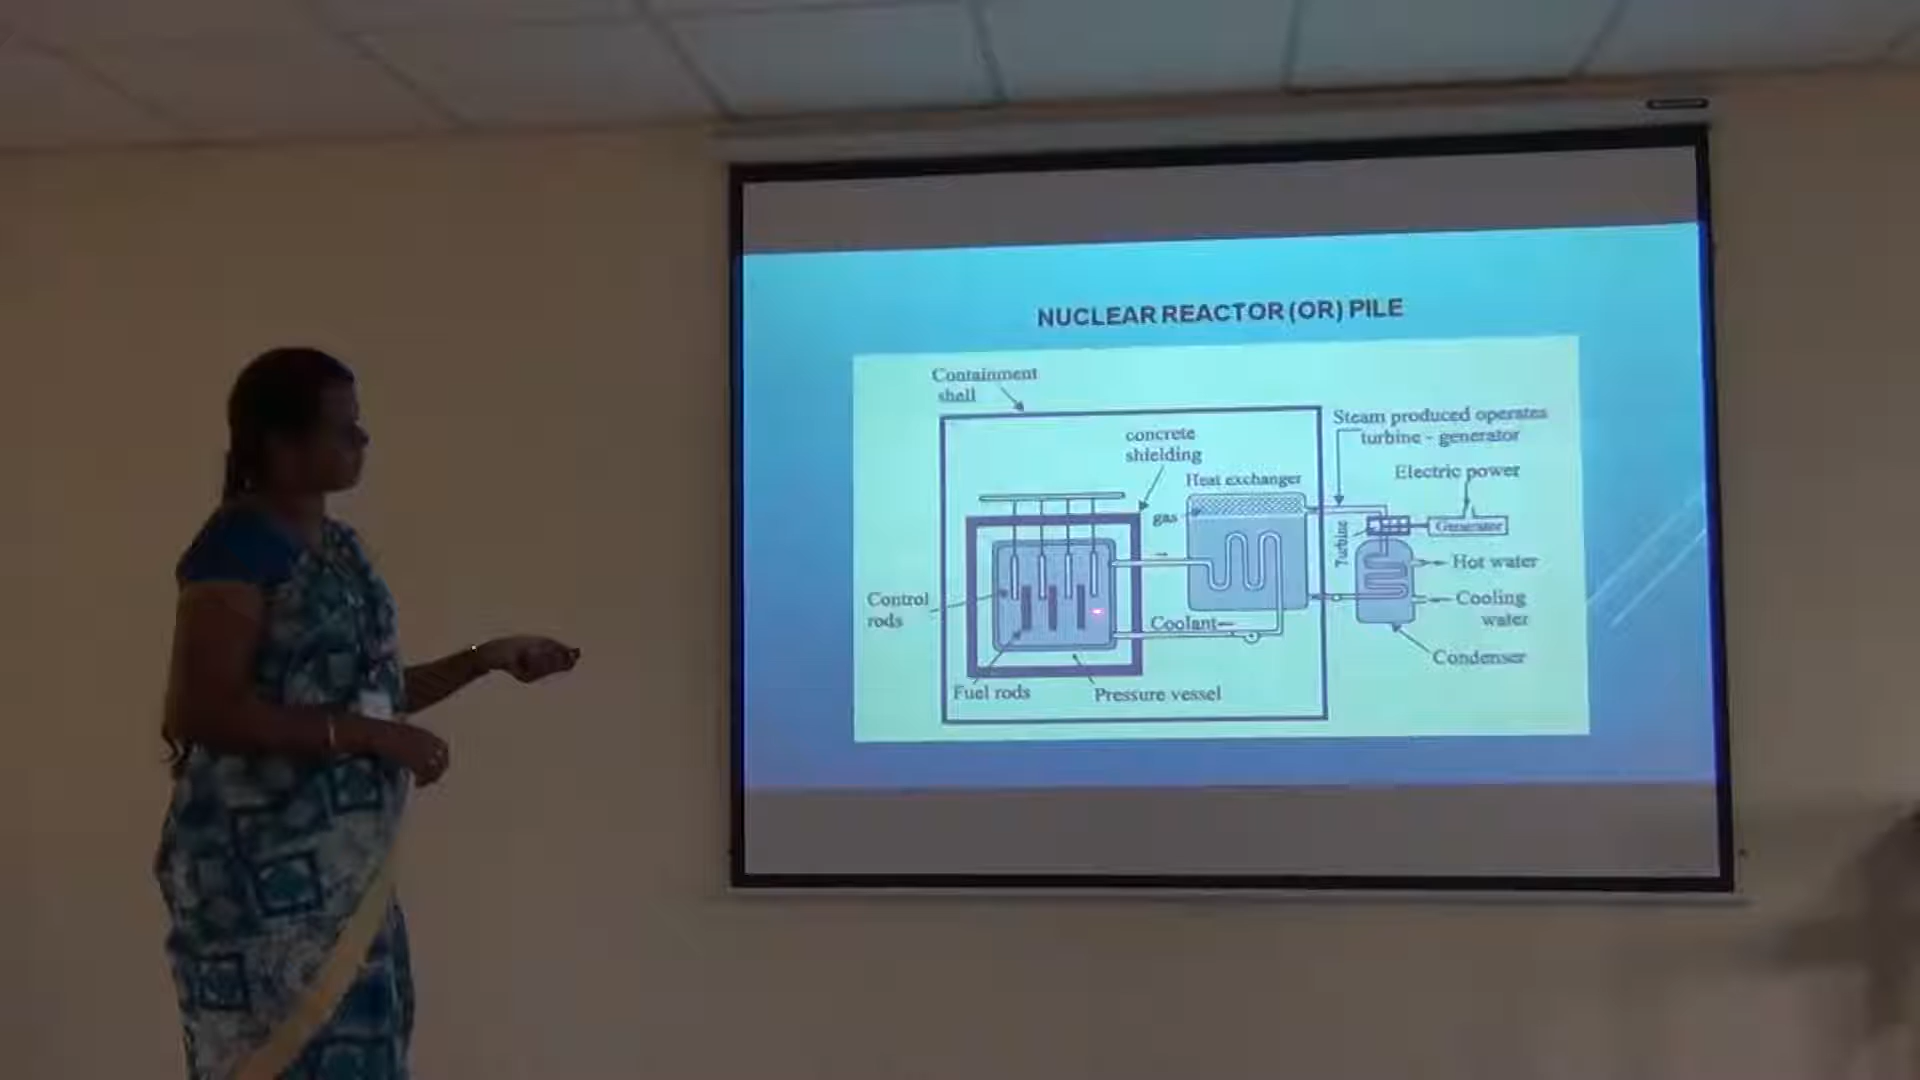 NUCLEAR REACTOR (OR) PILE
Containment
shell
concrete
shielding
Steam produced operates
turbine - generator
Heat exchanger
Electric power
gas
Turbine
Generator
Hot water
Control
rods
Cooling
water
Coolant
Condenser
Fuel rods
Pressure vessel